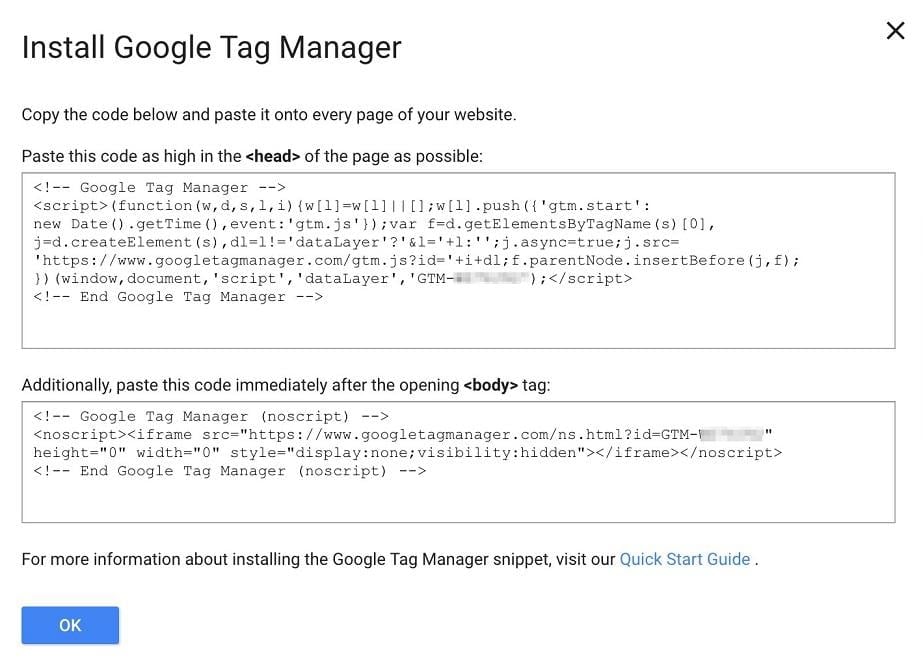 Install Google Tag Manager
Copy the code below and paste it onto every page of your website.
Paste this code as high in the <head> of the page as possible:
<!-- Google Tag Manager -->
<script>(function(w,d,s,l,i){w[l]=w[l]||[];w[l].push({'gtm.start':
new Date().getTime(),event:'gtm.js'});var f=d.getElementsByTagName(s)[0],
j=d.createElement(s),dl=l!='dataLayer'?'&l='+l:'';j.async=true;j.src=
'https://www.googletagmanager.com/gtm.js?id='+i+dl;f.parentNode.insertBefore(j,f);
})(window,document,'script','dataLayer','GTM-');</script>
<!-- End Google Tag Manager -->
Additionally, paste this code immediately after the opening <body> tag:
<!-- Google Tag Manager (noscript) -->
<noscript><iframe src="https://www.googletagmanager.com/ns.html?id=GTM-"
height="0" width="0" style="display:none;visibility:hidden"></iframe></noscript>
<!-- End Google Tag Manager (noscript) -->
For more information about installing the Google Tag Manager snippet, visit our Quick Start Guide .
OK